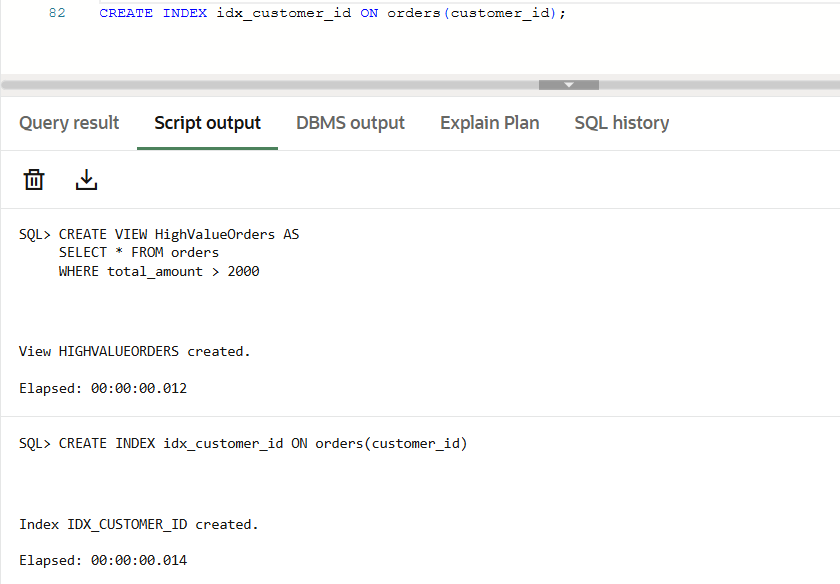 82 CREATE INDEX idx_customer_id ON orders(customer_id);
Query result Script output DBMS output Explain Plan SQL history
SQL> CREATE VIEW HighValueOrders AS
SELECT * FROM orders
WHERE total_amount > 2000
View HIGHVALUEORDERS created.
Elapsed: 00:00:00.012
SQL> CREATE INDEX idx_customer_id ON orders(customer_id)
Index IDX_CUSTOMER_ID created.
Elapsed: 00:00:00.014